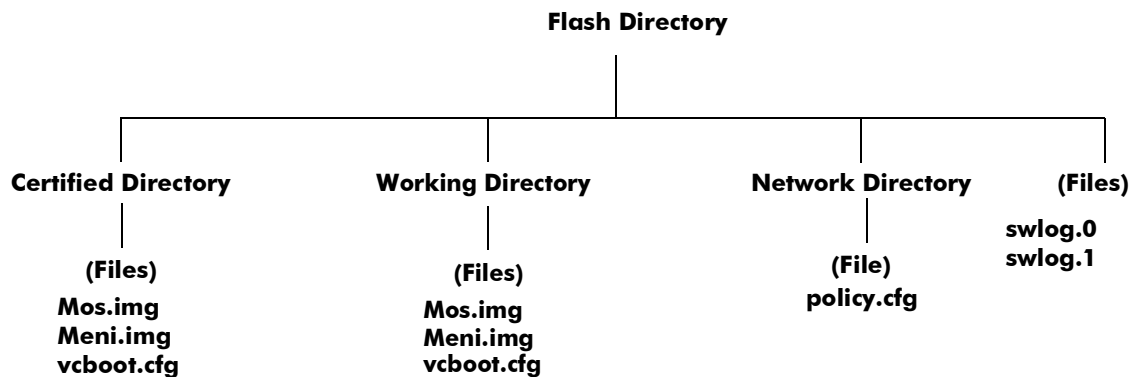 Flash Directory
Certified Directory
Working Directory
Network Directory
(Files)
swlog.0
swlog.1
(Files)
Mos.img
Meni.img
vcboot.cfg
(Files)
Mos.img
Meni.img
vcboot.cfg
(File)
policy.cfg